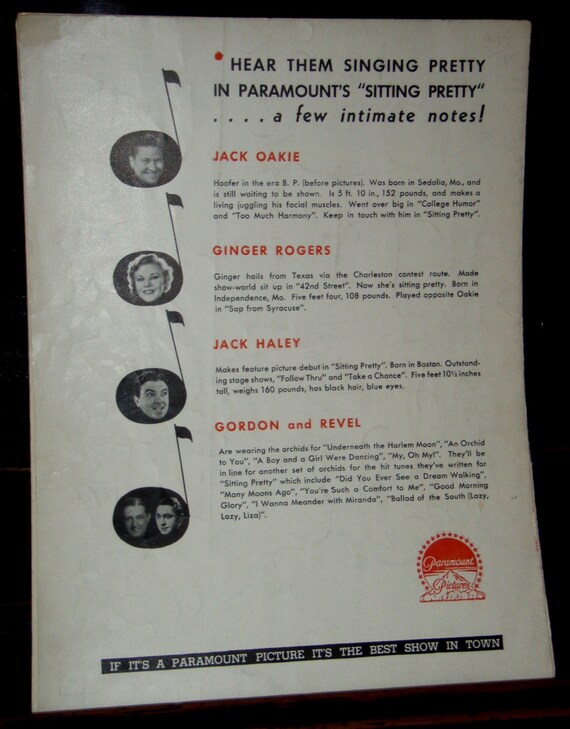 HEAR THEM SINGING PRETTY
IN PARAMOUNT'S "SITTING PRETTY"
. . . . a few intimate notes!
JACK OAKIE
Hoofer in the era B. P. (before pictures). Was born in Sedalia, Mo., and
is still waiting to be shown. Is 5 ft. 10 in., 152 pounds, and makes a
living juggling his facial muscles. Went over big in "College Humor"
and "Too Much Harmony". Keep in touch with him in "Sitting Pretty".
GINGER ROGERS
Ginger hails from Texas via the Charleston contest route. Made
show-world sit up in "42nd Street". Now she's sitting pretty. Born in
Independence, Mo. Five feet four, 108 pounds. Played opposite Oakie
in "Sap from Syracuse".
JACK HALEY
Makes feature picture debut in "Sitting Pretty". Born in Boston. Outstand-
ing stage shows, "Follow Thru" and "Take a Chance". Five feet 10½ inches
tall, weighs 160 pounds, has black hair, blue eyes.
GORDON and REVEL
Are wearing the orchids for "Underneath the Harlem Moon", "An Orchid
to You", "A Boy and a Girl Were Dancing", "My, Oh My!". They'll be
in line for another set of orchids for the hit tunes they've written for
"Sitting Pretty" which include "Did You Ever See a Dream Walking",
"Many Moons Ago", "You're Such a Comfort to Me", "Good Morning
Glory", "I Wanna Meander with Miranda", "Ballad of the South (Lazy,
Lazy, Liza)".
Paramount
Pictures
IF IT'S A PARAMOUNT PICTURE IT'S THE BEST SHOW IN TOWN